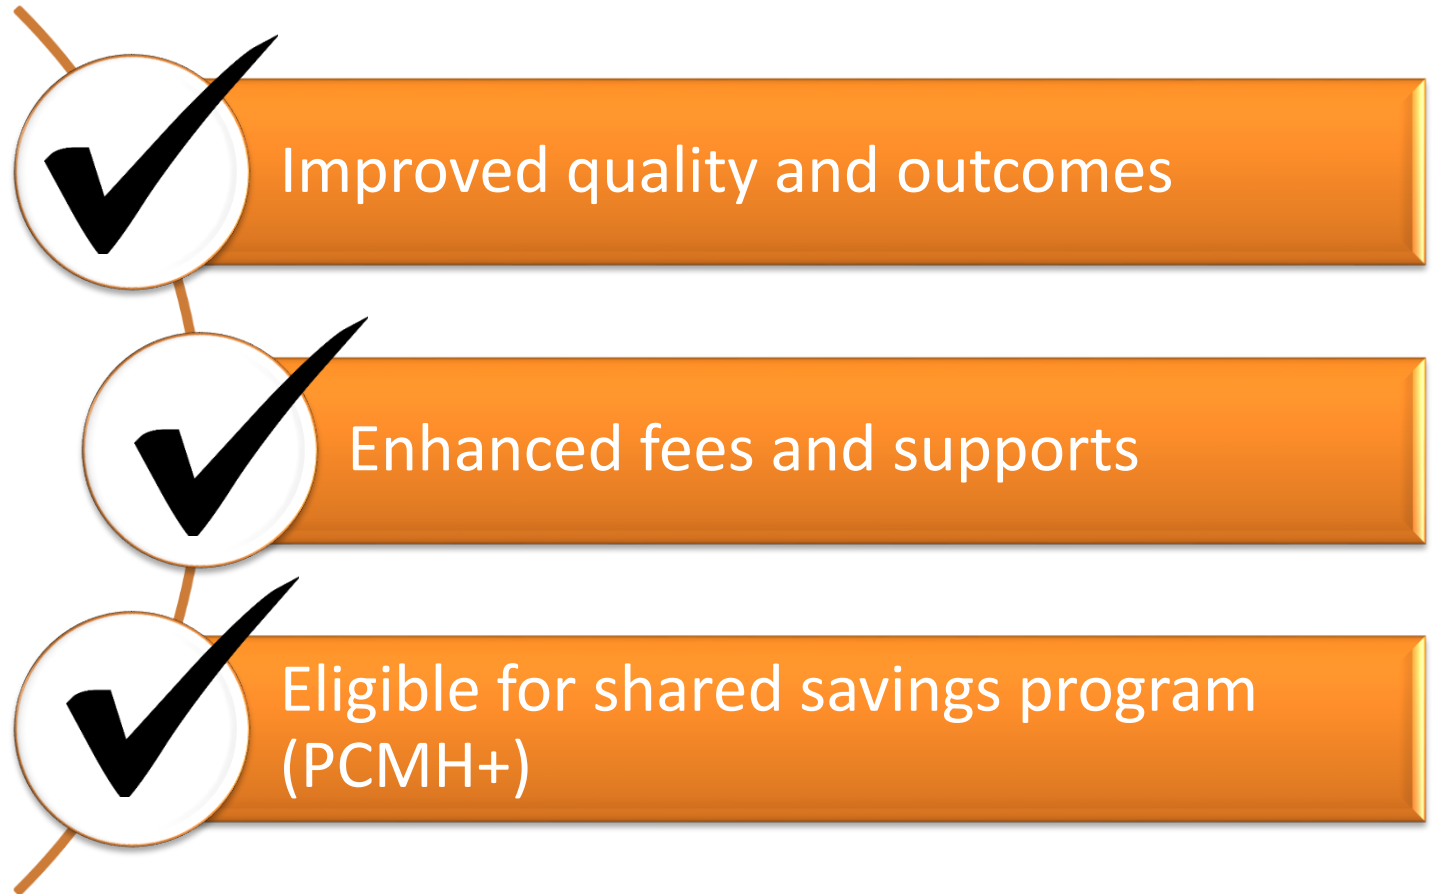 Improved quality and outcomes
Enhanced fees and supports
Eligible for shared savings program
(PCMH+)